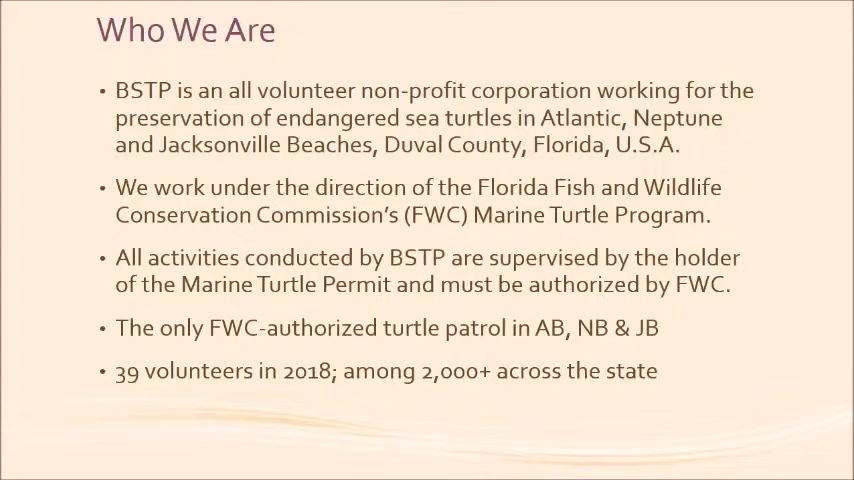 Who We Are
• BSTP is an all volunteer non-profit corporation working for the
preservation of endangered sea turtles in Atlantic, Neptune
and Jacksonville Beaches, Duval County, Florida, U.S.A.
• We work under the direction of the Florida Fish and Wildlife
Conservation Commission's (FWC) Marine Turtle Program.
• All activities conducted by BSTP are supervised by the holder
of the Marine Turtle Permit and must be authorized by FWC.
• The only FWC-authorized turtle patrol in AB, NB & JB
• 39 volunteers in 2018; among 2,000+ across the state